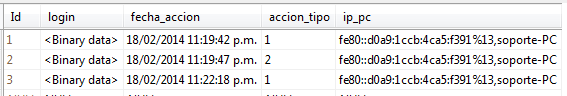 Id login fecha_accion accion_tipo ip_pc
1 <Binary data> 18/02/2014 11:19:42 p.m. 1 fe80::d0a9:1ccb:4ca5:f391%13,soporte-PC
2 <Binary data> 18/02/2014 11:19:47 p.m. 2 fe80::d0a9:1ccb:4ca5:f391%13,soporte-PC
3 <Binary data> 18/02/2014 11:22:18 p.m. 1 fe80::d0a9:1ccb:4ca5:f391%13,soporte-PC